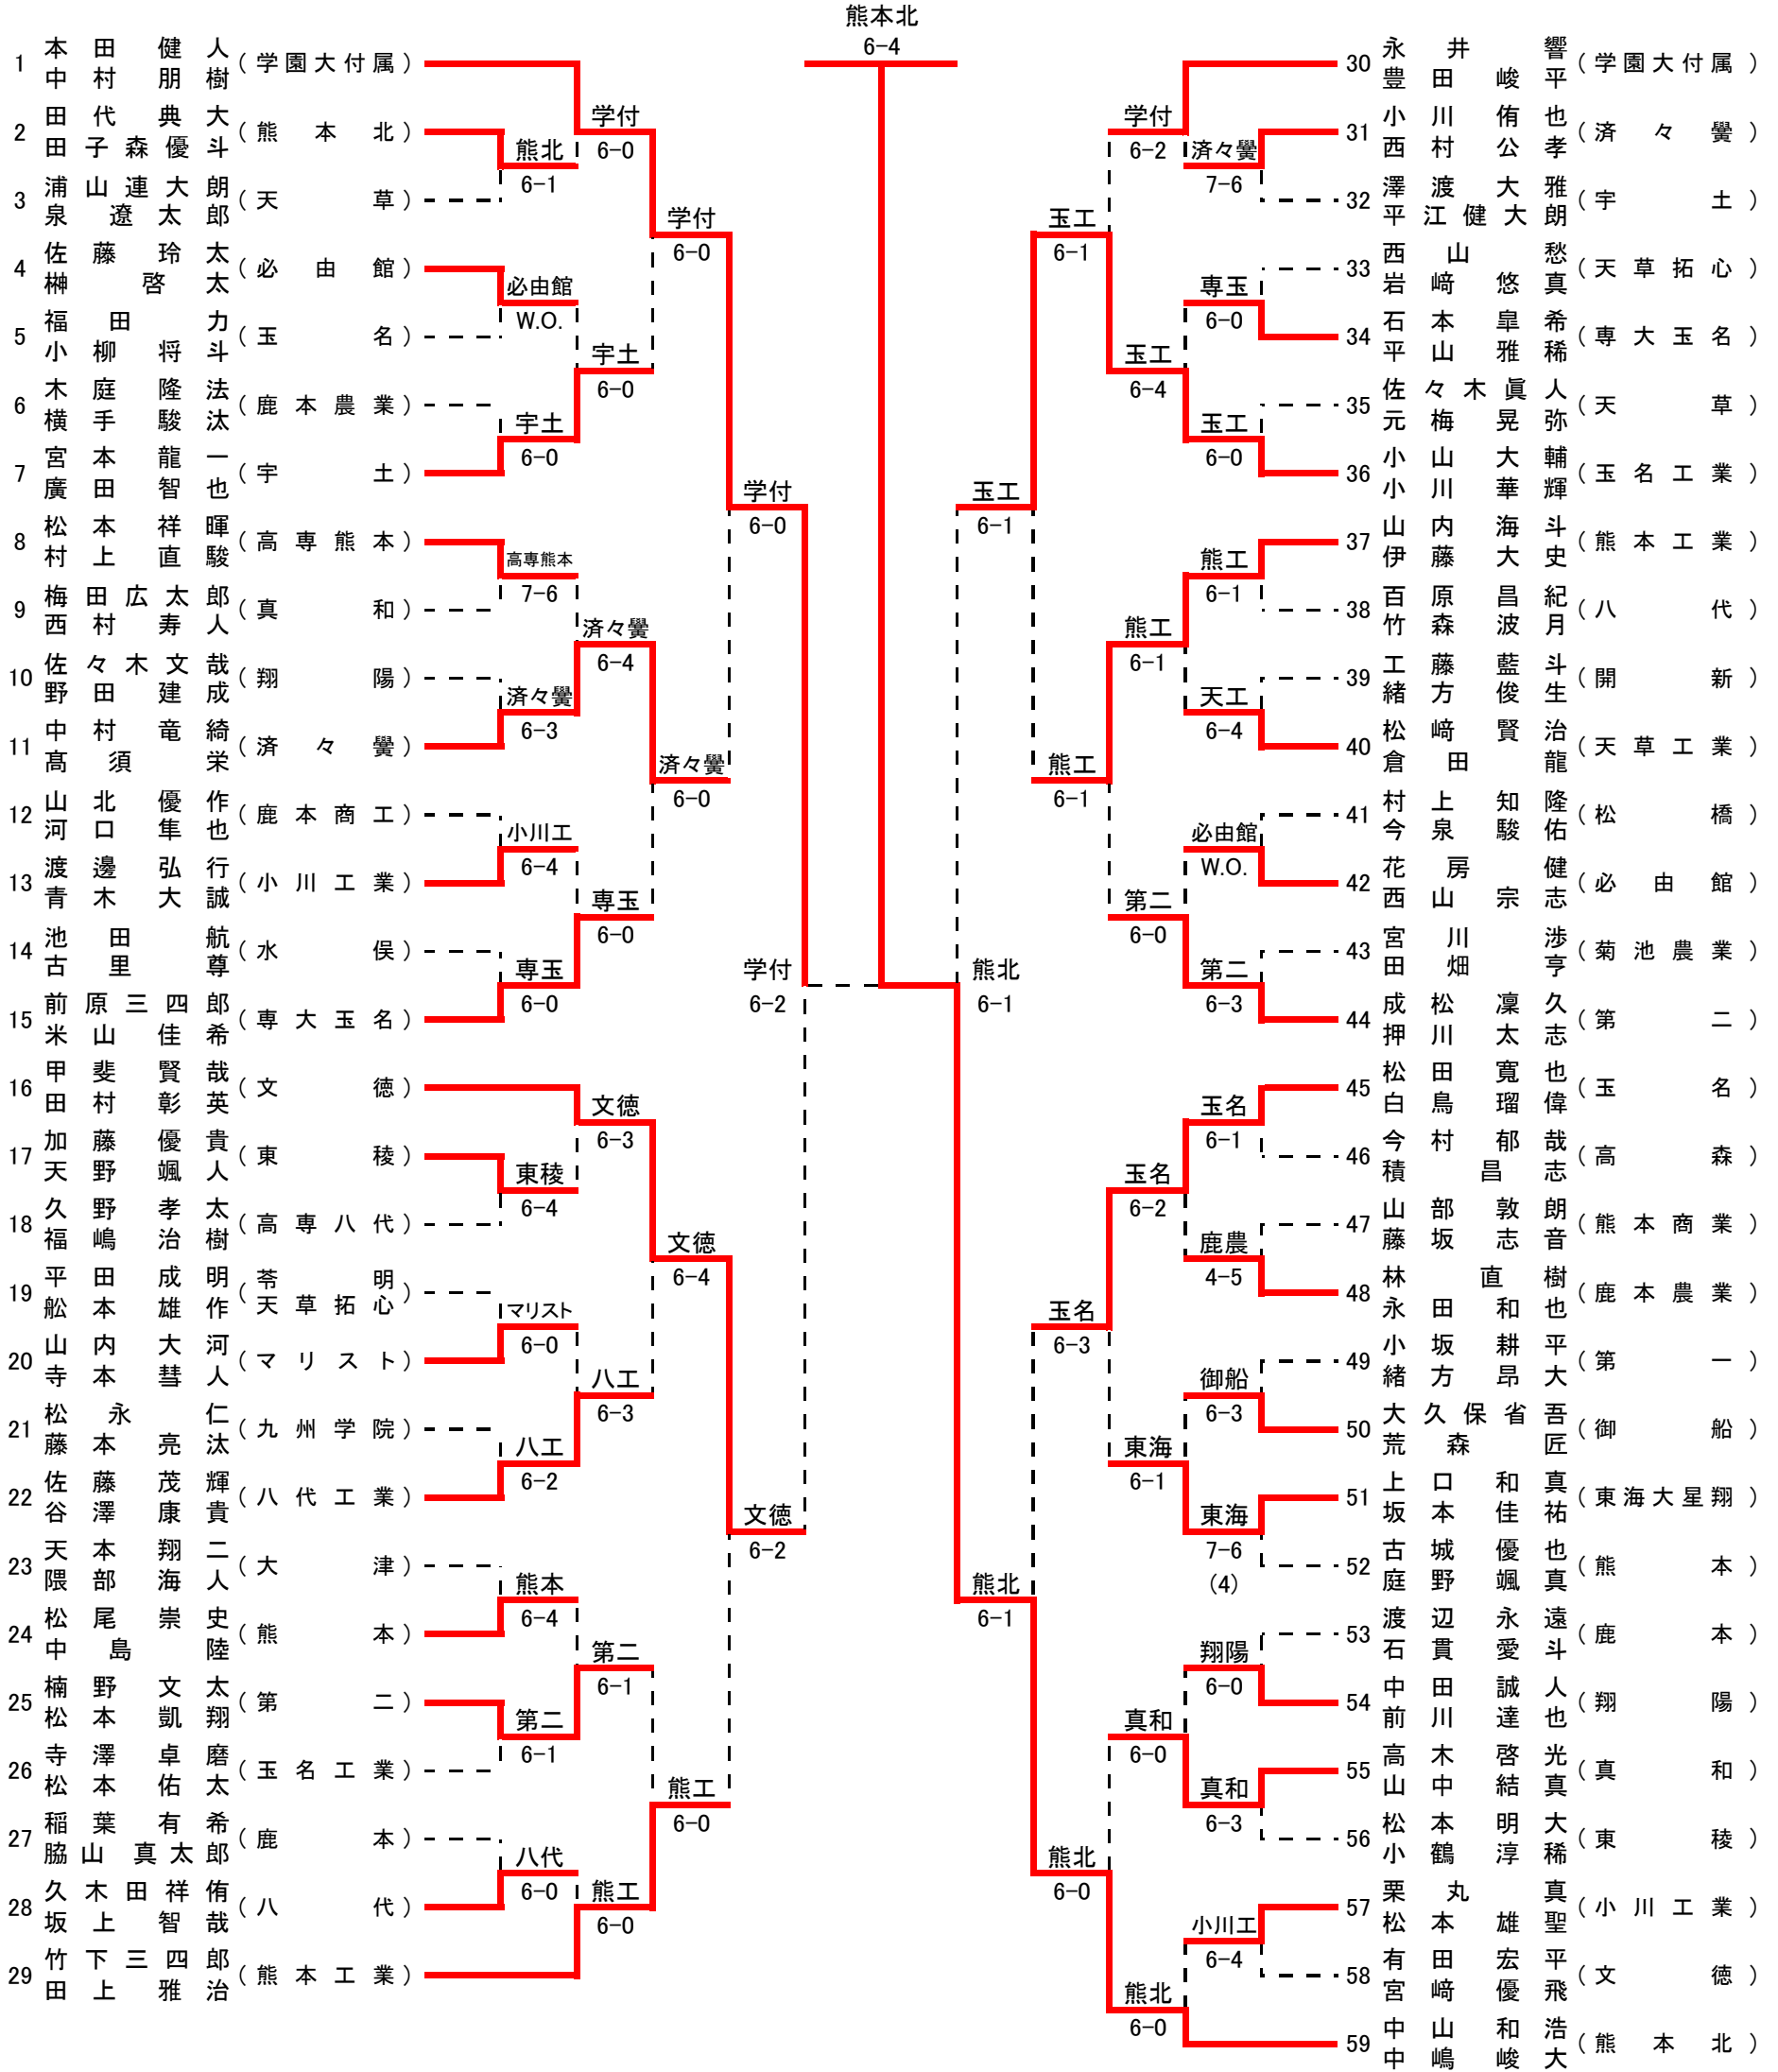 熊本北
6-4
1 本田健人 中村朋樹 (学園大付属)
2 田代典大 田子森優斗 (熊本北)
3 浦山連大朗 泉遼太郎 (天草)
4 佐藤玲太 榊啓太 (必由館)
5 福田力 小柳将斗 (玉名)
6 木庭隆法 横手駿汰 (鹿本農業)
7 宮本龍一 廣田智也 (宇土)
8 松本祥暉 村上直駿 (高専熊本)
9 梅田広太郎 西村寿人 (真和)
10 佐々木文哉 野田建成 (翔陽)
11 中村竜綺 髙須栄 (済々黌)
12 山北優作 河口隼也 (鹿本商工)
13 渡邊弘行 青木大誠 (小川工業)
14 池田航 古里尊 (水俣)
15 前原三四郎 米山佳希 (専大玉名)
16 甲斐賢哉 田村彰英 (文徳)
17 加藤優貴 天野颯人 (東稜)
18 久野孝太 福嶋治樹 (高専八代)
19 平田成明 舩本雄作 (苓明 天草拓心)
20 山内大河 寺本彗人 (マリスト)
21 松永仁 藤本亮汰 (九州学院)
22 佐藤茂輝 谷澤康貴 (八代工業)
23 天本翔二 隈部海人 (大津)
24 松尾崇史 中島陸 (熊本)
25 楠野文太 松本凱翔 (第二)
26 寺澤卓磨 松本佑太 (玉名工業)
27 稲葉有希 脇山真太郎 (鹿本)
28 久木田祥侑 坂上智哉 (八代)
29 竹下三四郎 田上雅治 (熊本工業)
熊北
6-1
必由館
W.O.
宇土
6-0
高専熊本
7-6
済々黌
6-3
小川工
6-4
専玉
6-0
東稜
6-4
マリスト
6-0
八工
6-2
熊本
6-4
第二
6-1
八代
6-0
学付
6-0
宇土
6-0
済々黌
6-4
専玉
6-0
文徳
6-3
八工
6-3
第二
6-1
熊工
6-0
学付
6-0
済々黌
6-0
文徳
6-4
熊工
6-0
学付
6-0
文徳
6-2
学付
6-2
熊北
6-1
玉工
6-1
熊北
6-1
玉工
6-1
熊工
6-1
玉名
6-3
熊北
6-0
学付
6-2
玉工
6-4
熊工
6-1
第二
6-0
玉名
6-2
東海
6-1
真和
6-0
熊北
6-0
済々黌
7-6
専玉
6-0
玉工
6-0
熊工
6-1
天工
6-4
必由館
W.O.
第二
6-3
玉名
6-1
鹿農
4-5
御船
6-3
東海
7-6
(4)
翔陽
6-0
真和
6-3
小川工
6-4
30 永井響 豊田峻平 (学園大付属)
31 小川侑也 西村公孝 (済々黌)
32 澤渡大雅 平江健大朗 (宇土)
33 西山愁 岩﨑悠真 (天草拓心)
34 石本皐希 平山雅稀 (専大玉名)
35 佐々木眞人 元梅晃弥 (天草)
36 小山大輔 小川華輝 (玉名工業)
37 山内海斗 伊藤大史 (熊本工業)
38 百原昌紀 竹森波月 (八代)
39 工藤藍斗 緒方俊生 (開新)
40 松﨑賢治 倉田龍 (天草工業)
41 村上知隆 今泉駿佑 (松橋)
42 花房健 西山宗志 (必由館)
43 宮川渉 田畑亨 (菊池農業)
44 成松凜久 押川太志 (第二)
45 松田寛也 白鳥瑠偉 (玉名)
46 今村郁哉 積昌志 (高森)
47 山部敦朗 藤坂志音 (熊本商業)
48 林直樹 永田和也 (鹿本農業)
49 小坂耕平 緒方昂大 (第一)
50 大久保省吾 荒森匠 (御船)
51 上口和真 坂本佳祐 (東海大星翔)
52 古城優也 庭野颯真 (熊本)
53 渡辺永遠 石貫愛斗 (鹿本)
54 中田誠人 前川達也 (翔陽)
55 高木啓光 山中結真 (真和)
56 松本明大 小鶴淳稀 (東稜)
57 栗丸真 松本雄聖 (小川工業)
58 有田宏平 宮﨑優飛 (文徳)
59 中山和浩 中嶋峻大 (熊本北)